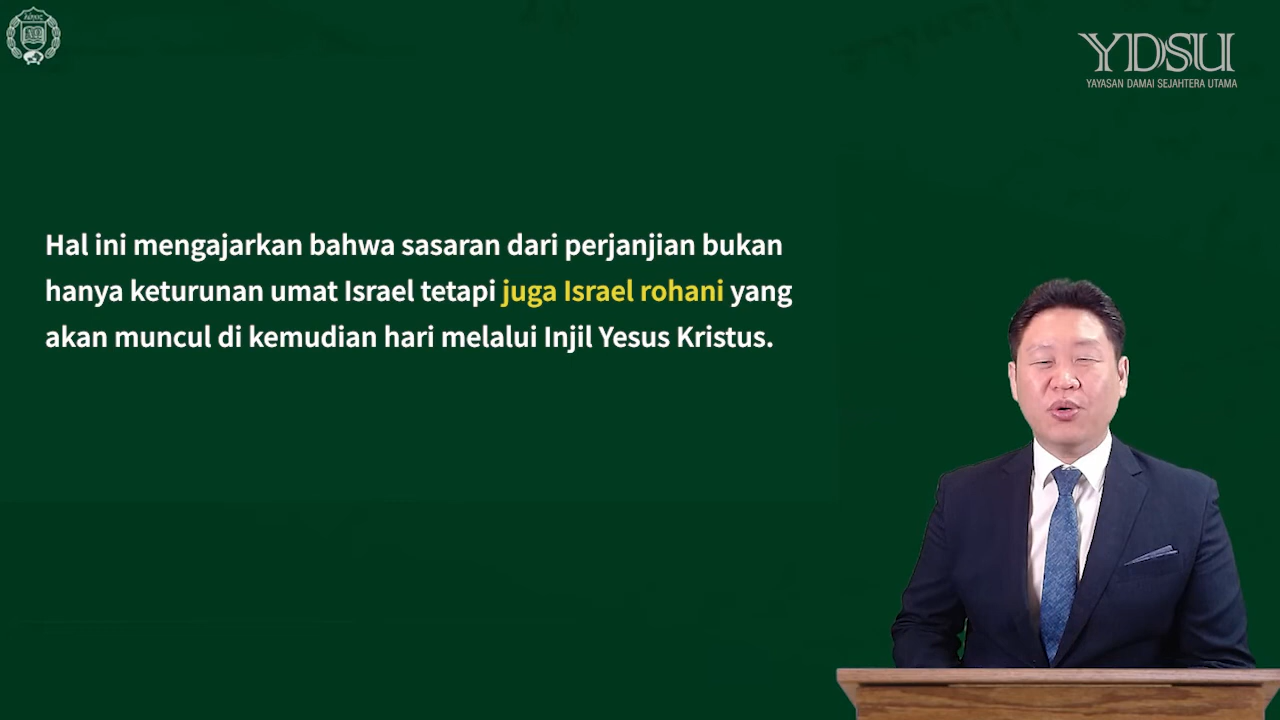 YDSU
YAYASAN DAMAI SEJAHTERA UTAMA
Hal ini mengajarkan bahwa sasaran dari perjanjian bukan
hanya keturunan umat Israel tetapi juga Israel rohani yang
akan muncul di kemudian hari melalui Injil Yesus Kristus.